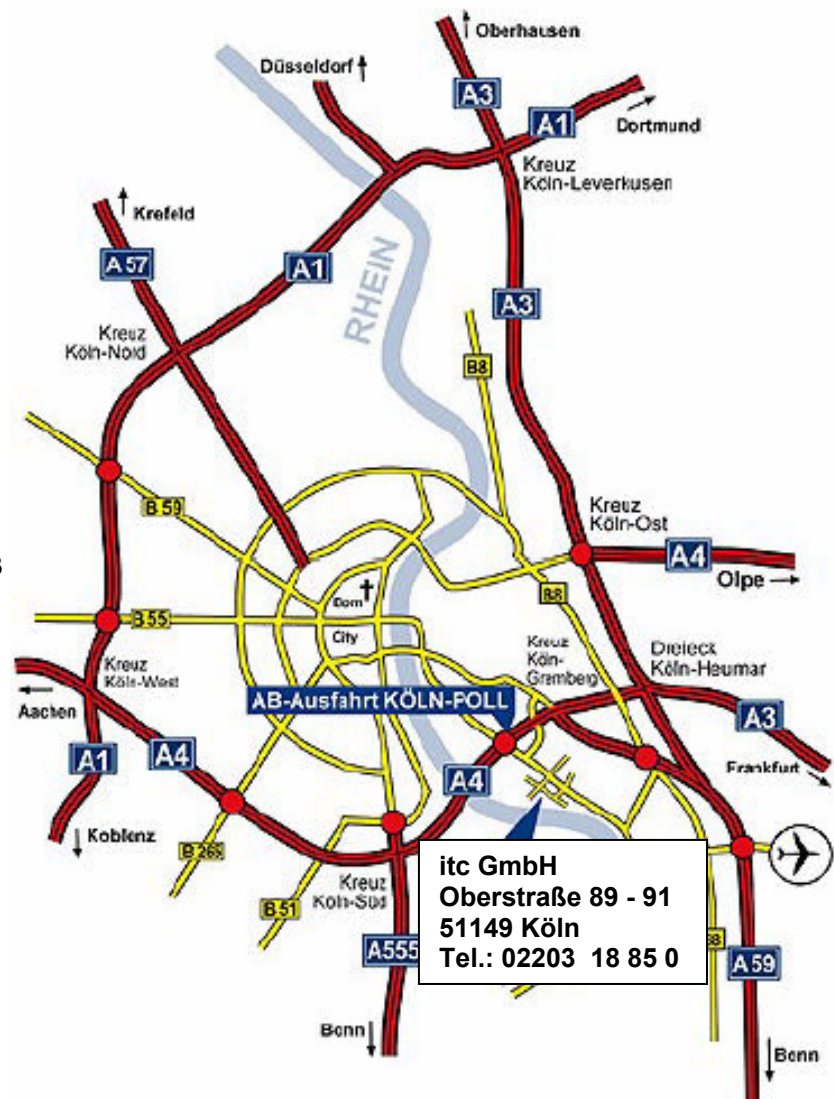 Oberhausen
Düsseldorf
A3
A1
Dortmund
Kreuz
Köln-Leverkusen
Krefeld
A 57
A1
RHEIN
A3
Kreuz
Köln-Nord
B8
B 59
Kreuz
Köln-Ost
A4
Olpe
B8
Dom
B 55
City
Kreuz
Köln-
Gremberg
Dreieck
Köln-Heumar
Kreuz
Köln-West
Aachen
AB-Ausfahrt KÖLN-POLL
A3
A1
A4
A4
Frankfurt
Koblenz
B 265
Kreuz
Köln-Süd
B 51
itc GmbH
Oberstraße 89 - 91
51149 Köln
Tel.: 02203 18 85 0
A555
A59
Bonn
Bonn